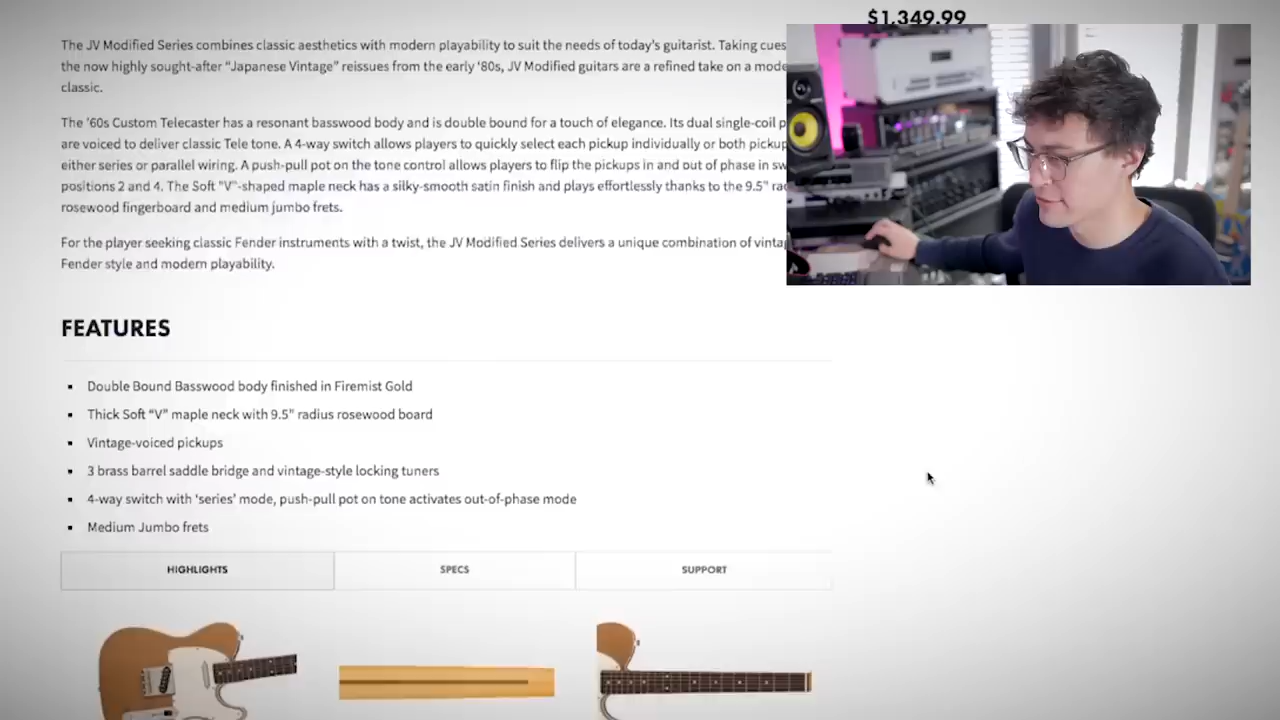 $1,349.99
The JV Modified Series combines classic aesthetics with modern playability to suit the needs of today's guitarist. Taking cues
the now highly sought-after “Japanese Vintage” reissues from the early ‘80s, JV Modified guitars are a refined take on a mode
classic.
The ’60s Custom Telecaster has a resonant basswood body and is double bound for a touch of elegance. Its dual single-coil p
are voiced to deliver classic Tele tone. A 4-way switch allows players to quickly select each pickup individually or both pickup
either series or parallel wiring. A push-pull pot on the tone control allows players to flip the pickups in and out of phase in sw
positions 2 and 4. The Soft "V"-shaped maple neck has a silky-smooth satin finish and plays effortlessly thanks to the 9.5" rad
rosewood fingerboard and medium jumbo frets.
For the player seeking classic Fender instruments with a twist, the JV Modified Series delivers a unique combination of vintag
Fender style and modern playability.
FEATURES
▪ Double Bound Basswood body finished in Firemist Gold
▪ Thick Soft “V” maple neck with 9.5” radius rosewood board
▪ Vintage-voiced pickups
▪ 3 brass barrel saddle bridge and vintage-style locking tuners
▪ 4-way switch with ‘series’ mode, push-pull pot on tone activates out-of-phase mode
▪ Medium Jumbo frets
HIGHLIGHTS SPECS SUPPORT